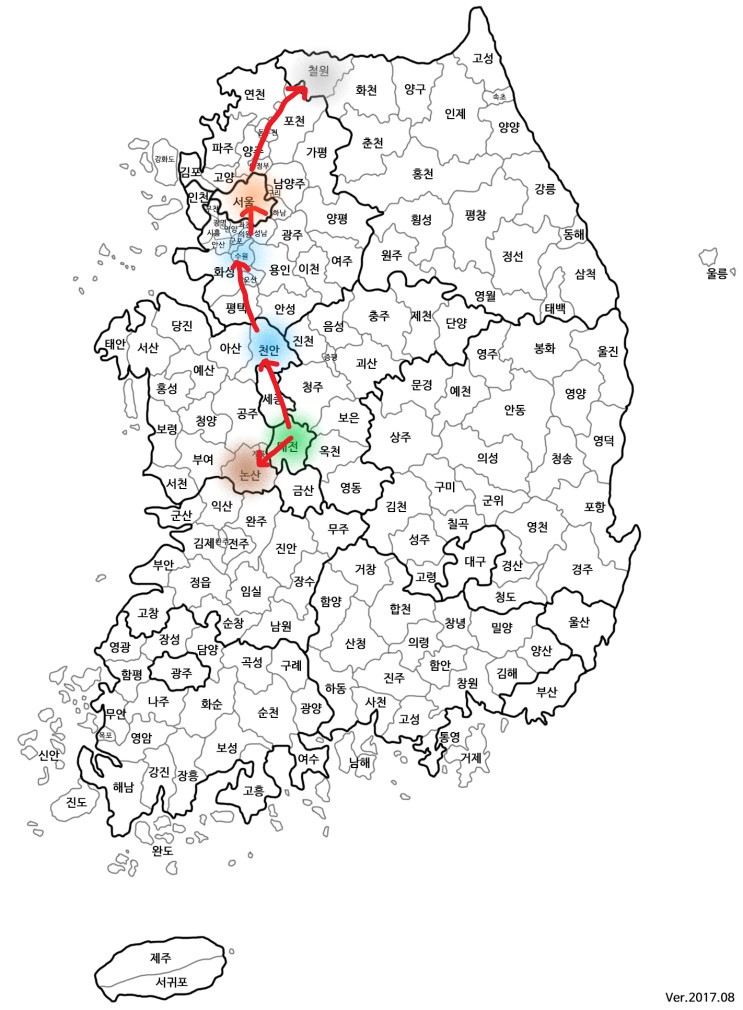 고성
철원
화천
양구
속초
연천
인제
포천
양양
춘천
파주
가평
강화도
홍천
김포
고양
남양주
강릉
서울
구리
인천
하남
양평
횡성
평창
동해
시흥
안양
성남
광주
안산
군포
정선
여주
원주
수원
화성
용인
이천
삼척
울릉
오산
영월
평택
안성
태백
당진
음성
충주
제천
단양
태안
서산
아산
천안
진천
증평
영주
봉화
울진
예산
괴산
홍성
청주
문경
예천
영양
세종
안동
공주
청양
보은
보령
상주
영덕
대전
옥천
부여
의성
청송
논산
서천
금산
영동
구미
군위
김천
포항
익산
군산
완주
칠곡
영천
무주
성주
김제
전주
진안
대구
부안
거창
경산
경주
고령
정읍
장수
임실
청도
함양
합천
고창
순창
남원
창녕
밀양
울산
장성
산청
의령
영광
담양
양산
곡성
구례
함안
함평
광주
진주
김해
하동
창원
부산
나주
화순
사천
무안
순천
광양
고성
목포
영암
통영
보성
신안
여수
남해
거제
강진
장흥
해남
고흥
진도
완도
제주
서귀포
Ver.2017.08